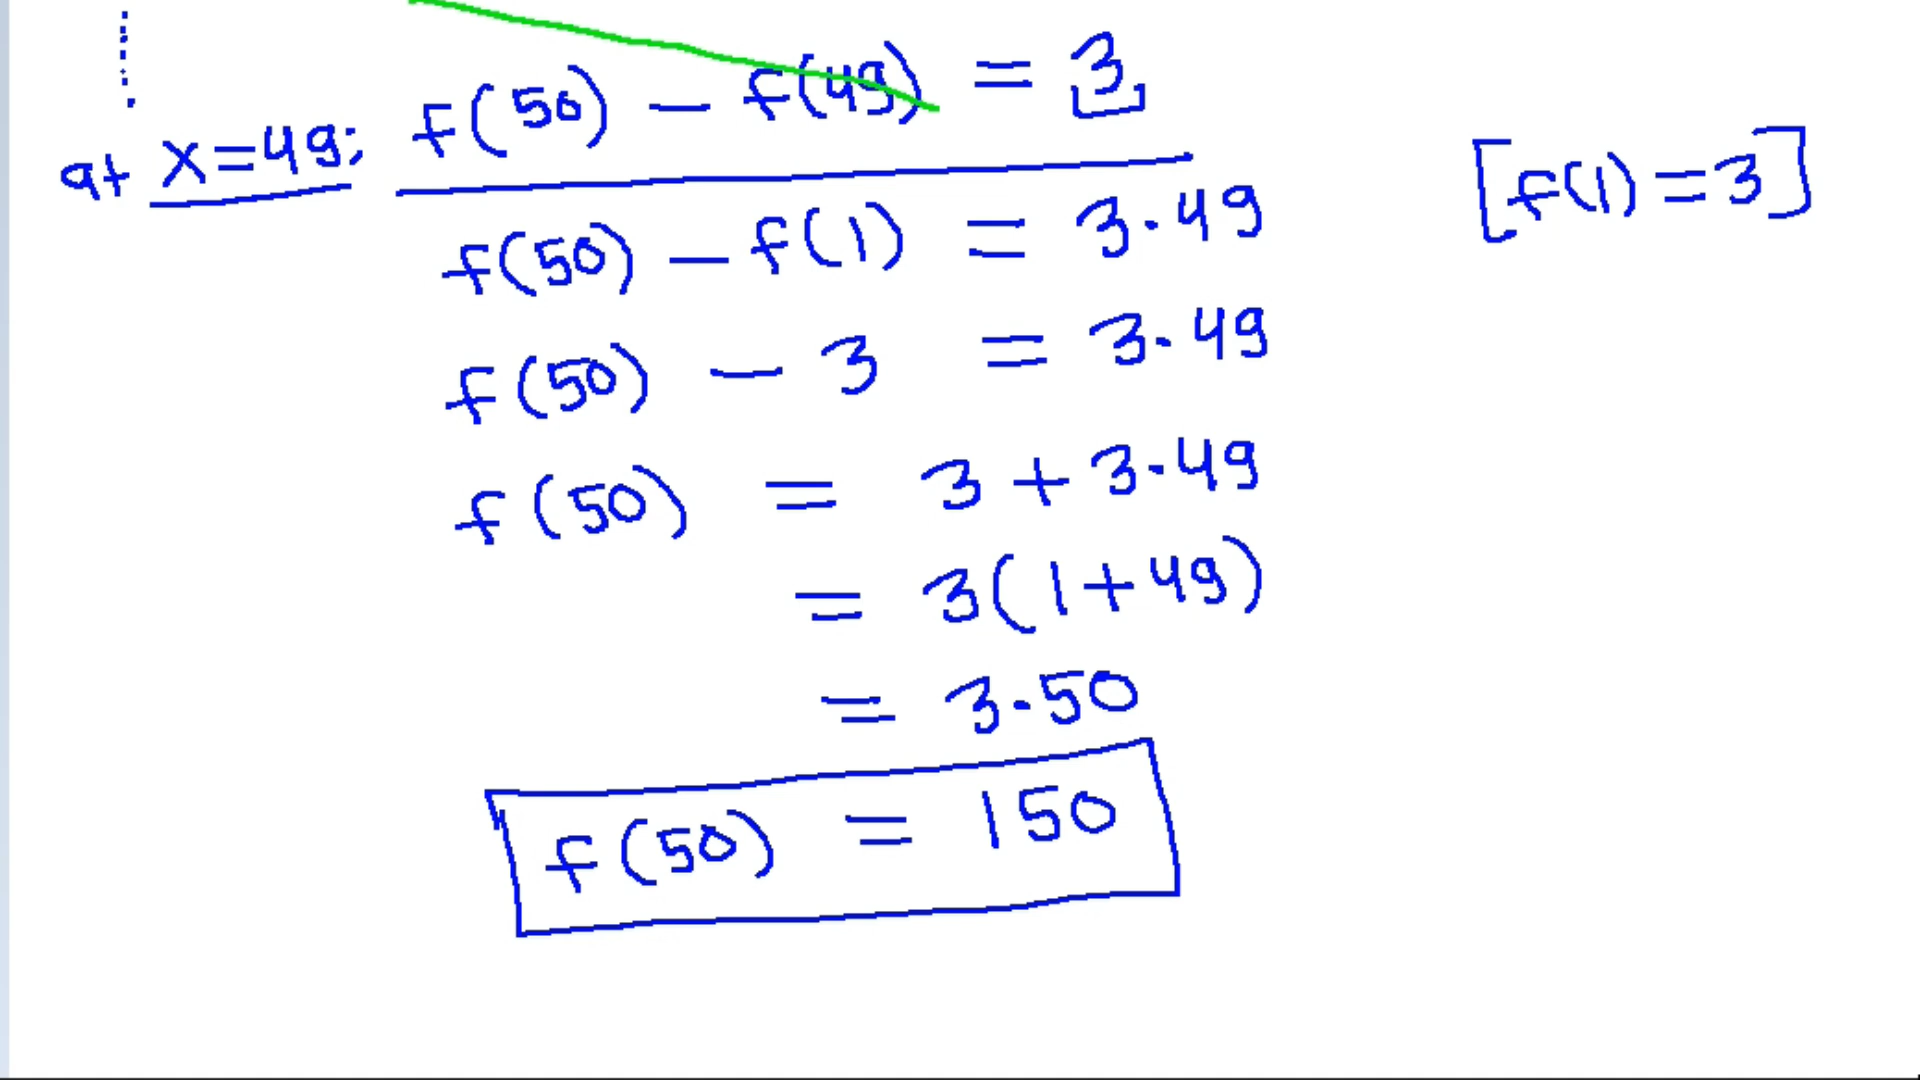 at x=49; f(50) - f(49) = 3
[f(1) = 3]
f(50) - f(1) = 3.49
f(50) - 3 = 3.49
f(50) = 3 + 3.49
= 3(1+49)
= 3.50
f(50) = 150